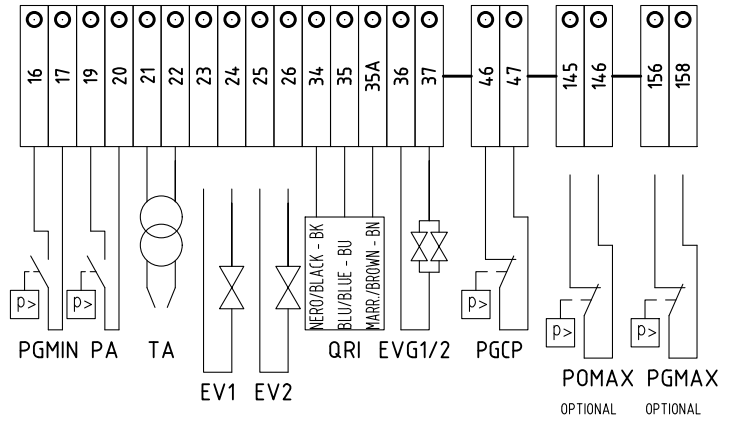 16 17 19 20 21 22 23 24 25 26 34 35 35A 36 37 46 47 145 146 156 158
NERO/BLACK - BK
BLU/BLUE - BU
MARR./BROWN - BN
p> p> p> p> p>
PGMIN PA TA QRI EVG1/2 PGCP
EV1 EV2 POMAX PGMAX
OPTIONAL OPTIONAL